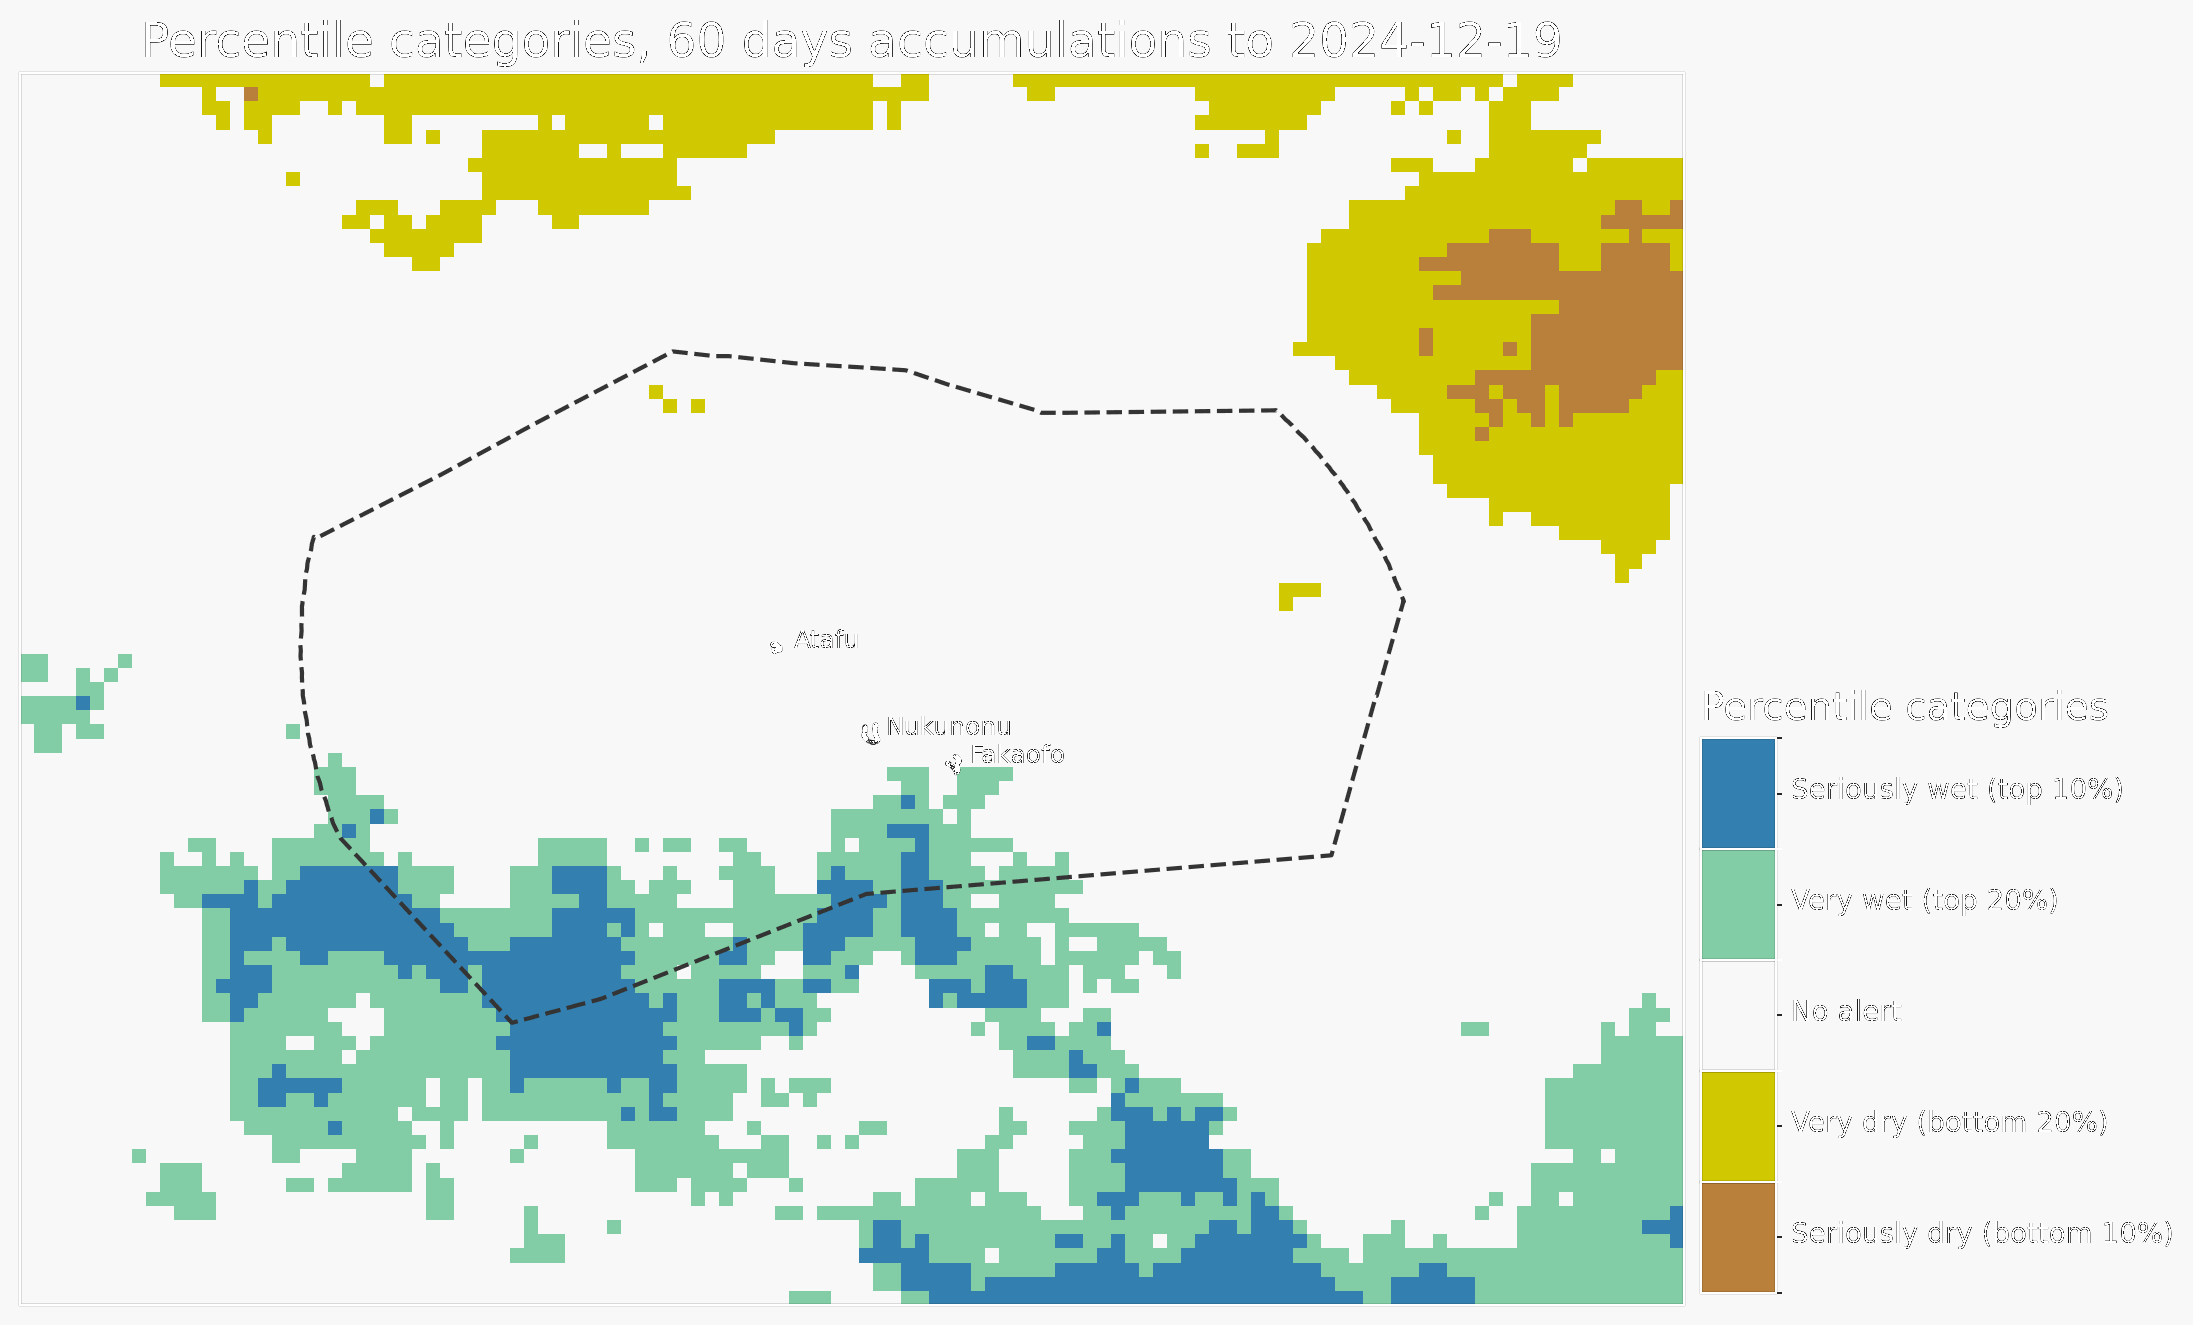 Percentile categories, 60 days accumulations to 2024-12-19
Atafu
Nukunonu
Fakaofo
Percentile categories
Seriously wet (top 10%)
Very wet (top 20%)
No alert
Very dry (bottom 20%)
Seriously dry (bottom 10%)